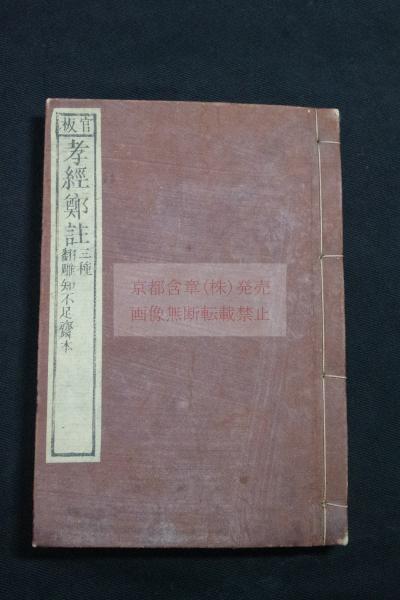 官板
孝經鄭註三種
翻雕知不足齋本
京都含章(株)発売
画像無断転載禁止